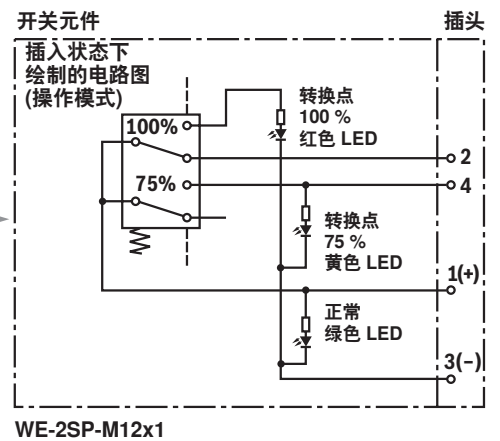 开关元件
插头
插入状态下
绘制的电路图
(操作模式)
转换点
100 %
红色 LED
100%
2
75%
4
转换点
75 %
黄色 LED
1(+)
正常
绿色 LED
3(–)
WE-2SP-M12x1